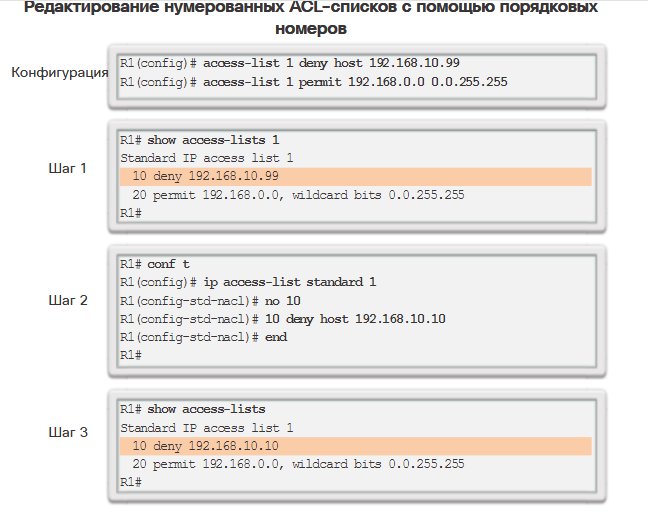 Редактирование нумерованных ACL-списков с помощью порядковых
номеров
Конфигурация
R1(config)# access-list 1 deny host 192.168.10.99
R1(config)# access-list 1 permit 192.168.0.0 0.0.255.255
Шаг 1
R1# show access-lists 1
Standard IP access list 1
10 deny 192.168.10.99
20 permit 192.168.0.0, wildcard bits 0.0.255.255
R1#
Шаг 2
R1# conf t
R1(config)# ip access-list standard 1
R1(config-std-nacl)# no 10
R1(config-std-nacl)# 10 deny host 192.168.10.10
R1(config-std-nacl)# end
R1#
Шаг 3
R1# show access-lists
Standard IP access list 1
10 deny 192.168.10.10
20 permit 192.168.0.0, wildcard bits 0.0.255.255
R1#